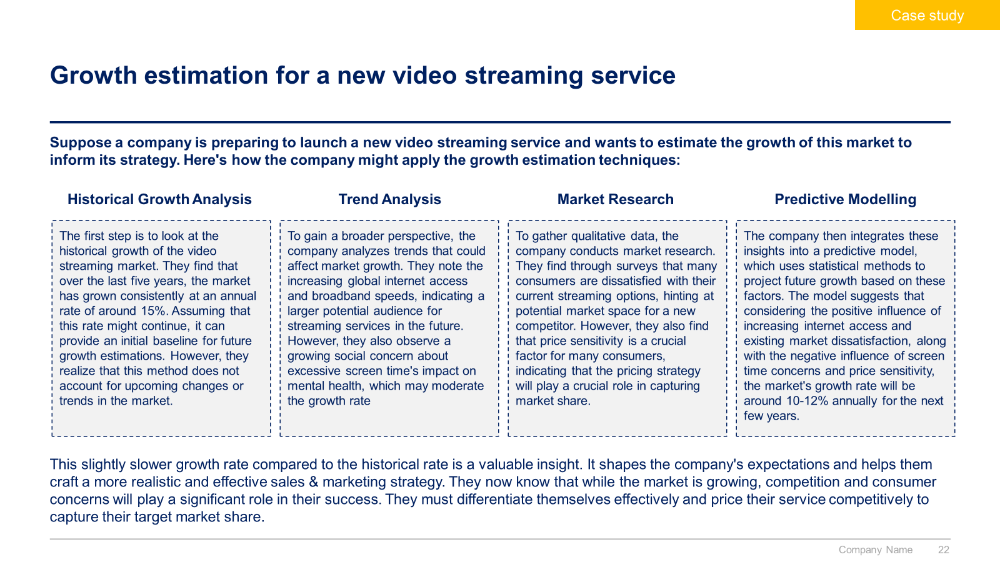 Case study
Growth estimation for a new video streaming service
Suppose a company is preparing to launch a new video streaming service and wants to estimate the growth of this market to
inform its strategy. Here's how the company might apply the growth estimation techniques:
Historical Growth Analysis
The first step is to look at the
historical growth of the video
streaming market. They find that
over the last five years, the market
has grown consistently at an annual
rate of around 15%. Assuming that
this rate might continue, it can
provide an initial baseline for future
growth estimations. However, they
realize that this method does not
account for upcoming changes or
trends in the market.
Trend Analysis
To gain a broader perspective, the
company analyzes trends that could
affect market growth. They note the
increasing global internet access
and broadband speeds, indicating a
larger potential audience for
streaming services in the future.
However, they also observe a
growing social concern about
excessive screen time's impact on
mental health, which may moderate
the growth rate
Market Research
To gather qualitative data, the
company conducts market research.
They find through surveys that many
consumers are dissatisfied with their
current streaming options, hinting at
potential market space for a new
competitor. However, they also find
that price sensitivity is a crucial
factor for many consumers,
indicating that the pricing strategy
will play a crucial role in capturing
market share.
Predictive Modelling
The company then integrates these
insights into a predictive model,
which uses statistical methods to
project future growth based on these
factors. The model suggests that
considering the positive influence of
increasing internet access and
existing market dissatisfaction, along
with the negative influence of screen
time concerns and price sensitivity,
the market's growth rate will be
around 10-12% annually for the next
few years.
This slightly slower growth rate compared to the historical rate is a valuable insight. It shapes the company's expectations and helps them
craft a more realistic and effective sales & marketing strategy. They now know that while the market is growing, competition and consumer
concerns will play a significant role in their success. They must differentiate themselves effectively and price their service competitively to
capture their target market share.
Company Name 22